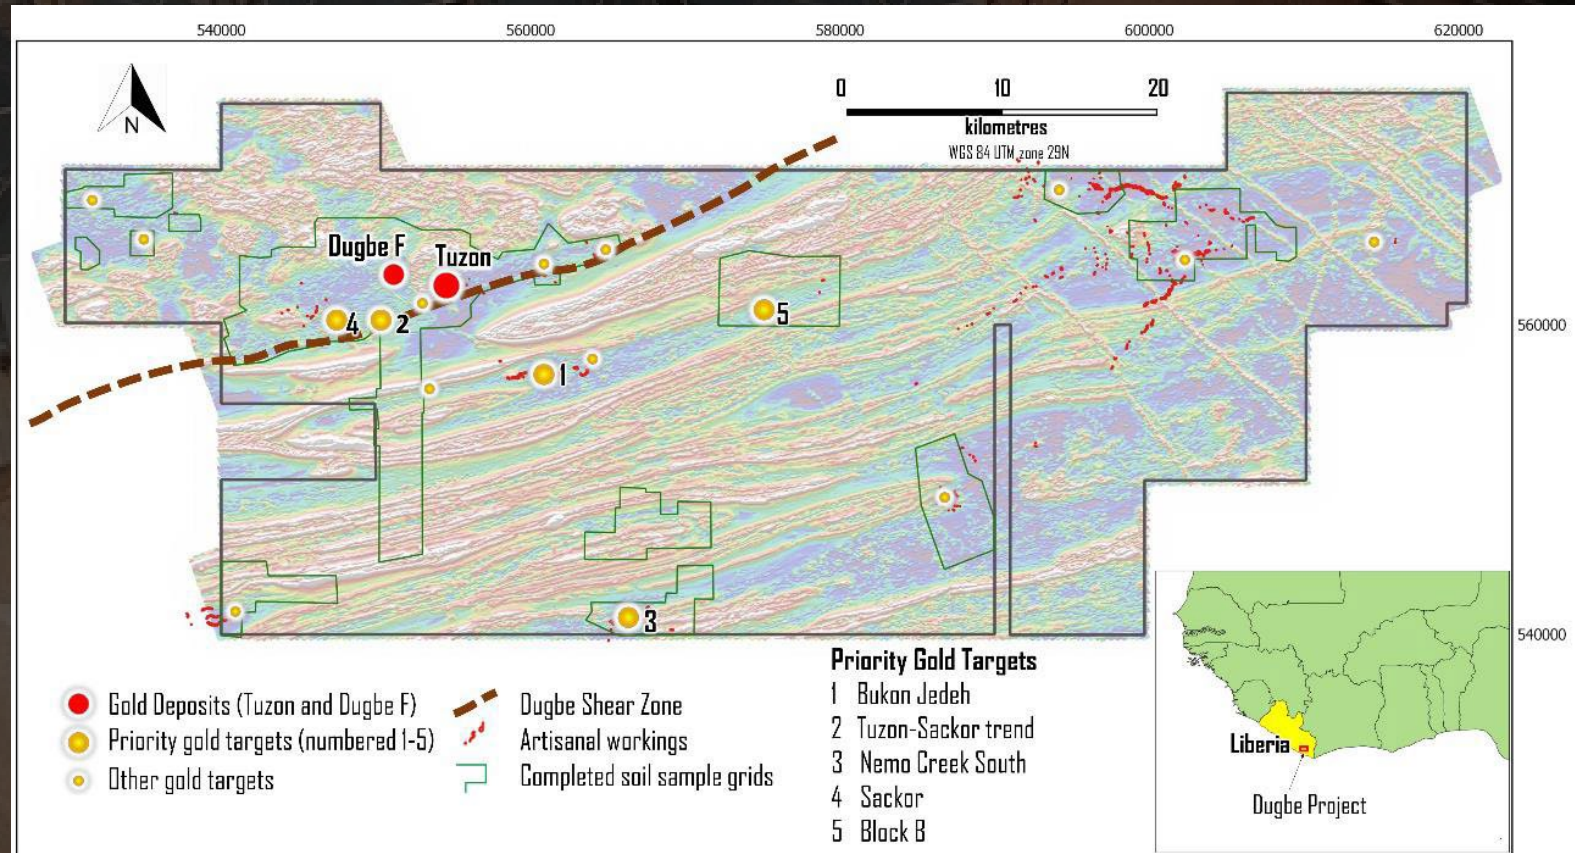 540000
560000
580000
600000
620000
N
0
10
20
kilometres
WGS 84 UTM zone 29N
Dugbe F
Tuzon
4
2
5
560000
1
3
540000
Priority Gold Targets
1 Bukon Jedeh
2 Tuzon-Sackor trend
3 Nemo Creek South
4 Sackor
5 Block B
Gold Deposits (Tuzon and Dugbe F)
Priority gold targets (numbered 1-5)
Other gold targets
Dugbe Shear Zone
Artisanal workings
Completed soil sample grids
Liberia
Dugbe Project